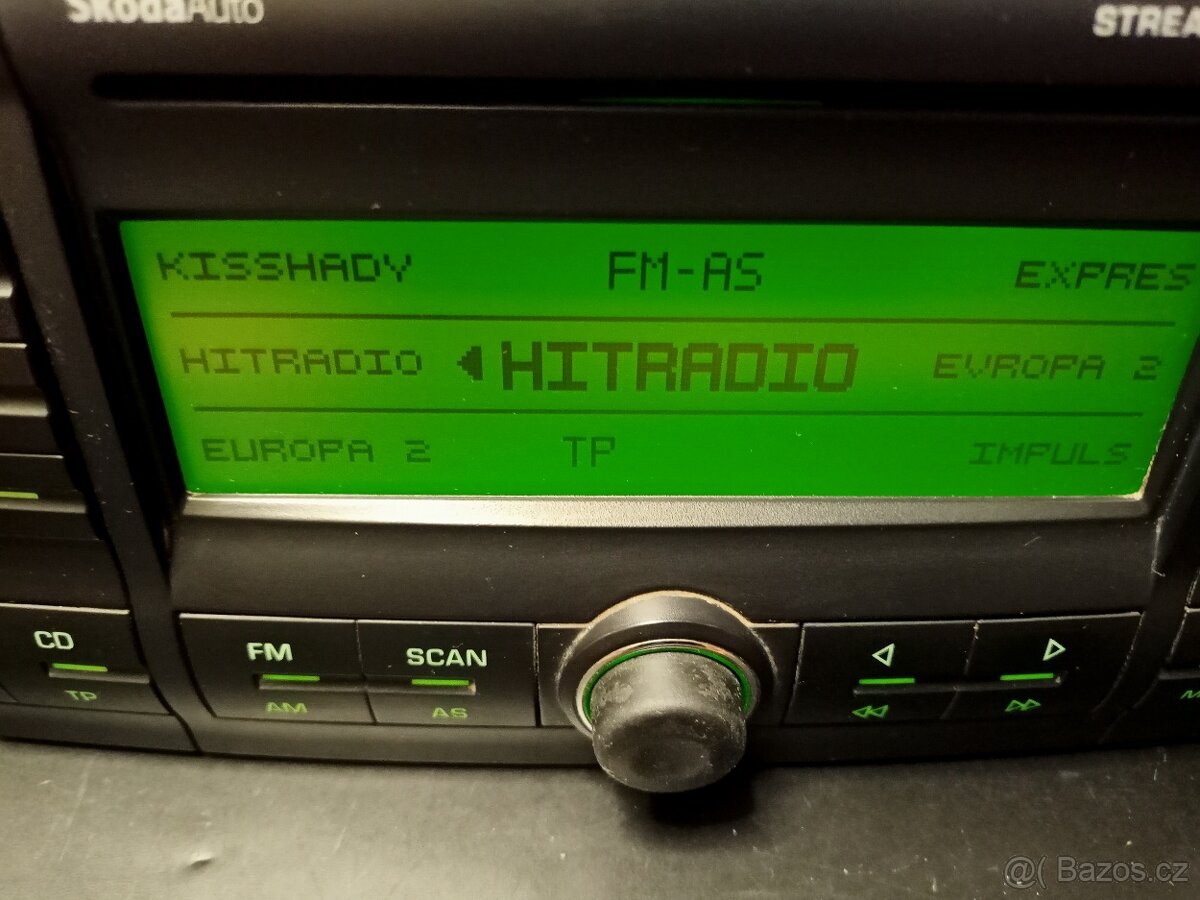 ŠkodaAuto STREA
KISSHADY FM-AS EXPRES
HITRADIO HITRADIO EVROPA 2
EUROPA 2 TP IMPULS
CD FM SCAN
TP AM AS
@( Bazos.cz